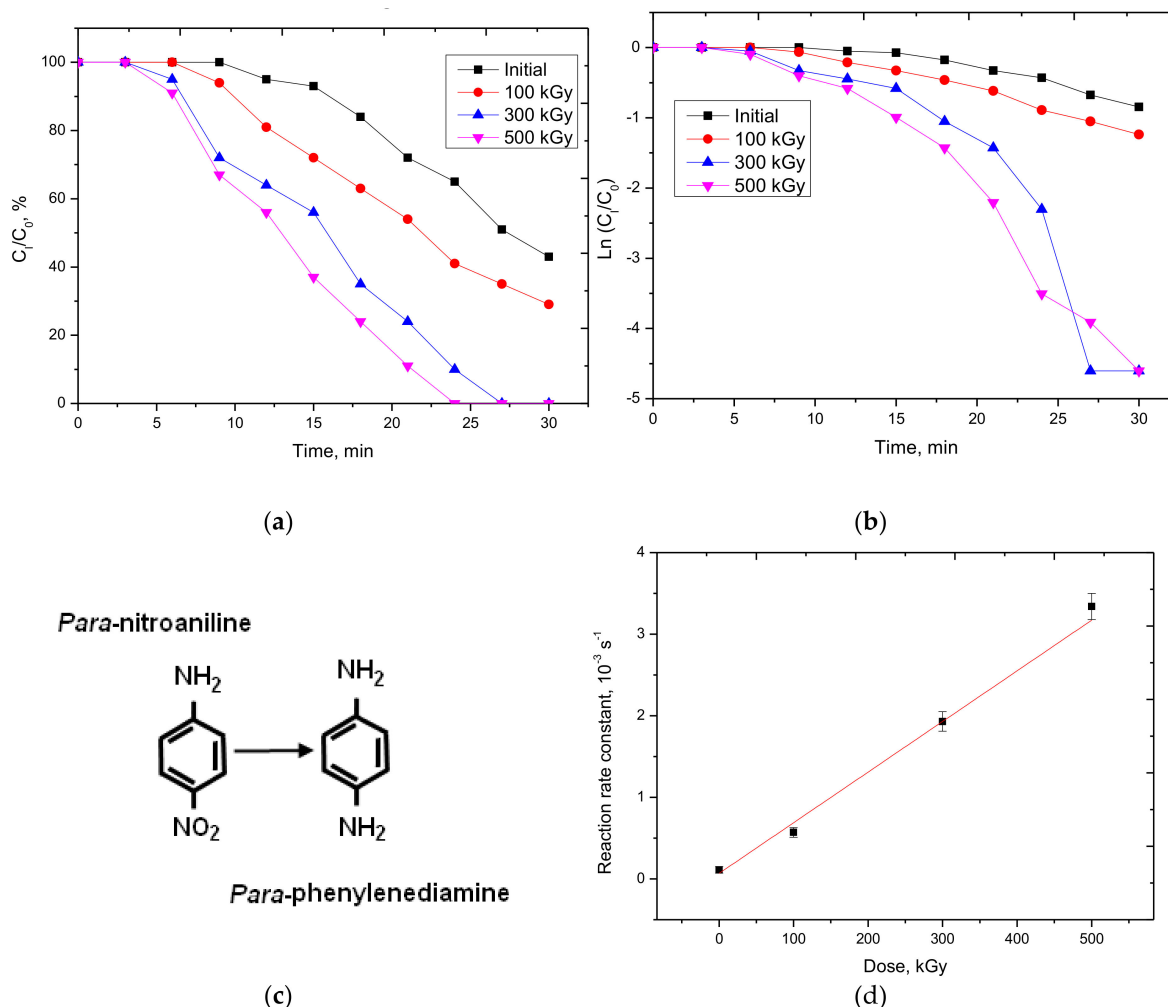 100
80
60
40
20
0
C_i/C_0, %
0 5 10 15 20 25 30
Time, min
Initial
100 kGy
300 kGy
500 kGy
(a)
0
-1
-2
-3
-4
-5
Ln (C_i/C_0)
0 5 10 15 20 25 30
Time, min
Initial
100 kGy
300 kGy
500 kGy
(b)
Para-nitroaniline
NH2 NH2
NO2 NH2
Para-phenylenediamine
(c)
4
3
2
1
0
Reaction rate constant, 10^-3 s^-1
0 100 200 300 400 500
Dose, kGy
(d)